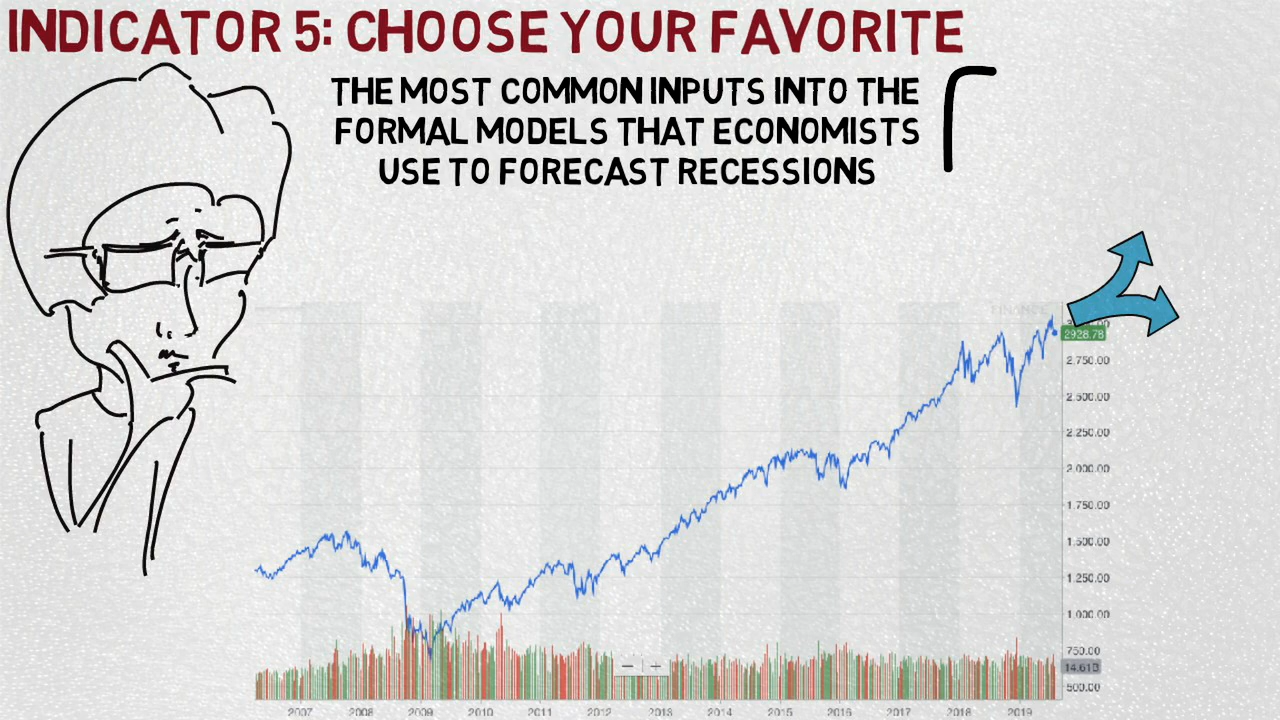 INDICATOR 5: CHOOSE YOUR FAVORITE
THE MOST COMMON INPUTS INTO THE
FORMAL MODELS THAT ECONOMISTS
USE TO FORECAST RECESSIONS
2928.78
2,750.00
2,500.00
2,250.00
2,000.00
1,750.00
1,500.00
1,250.00
1,000.00
750.00
14.61B
500.00
2007 2008 2009 2010 2011 2012 2013 2014 2015 2016 2017 2018 2019